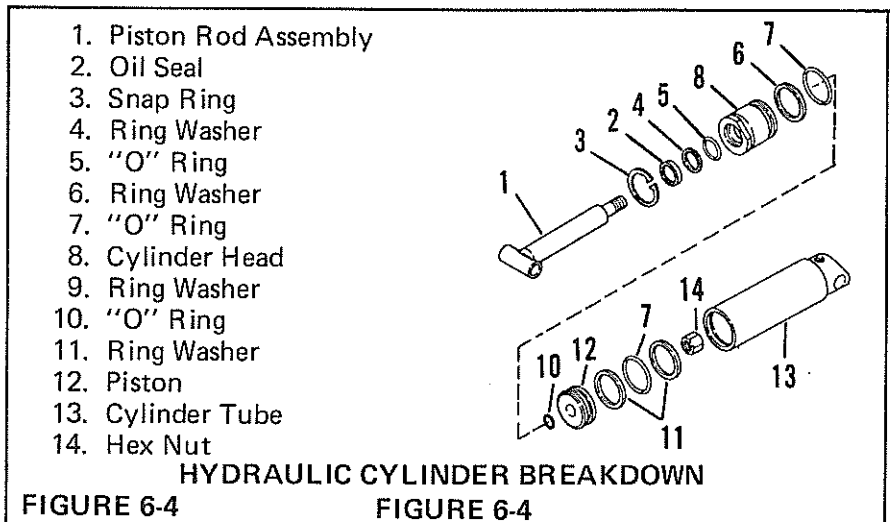 1. Piston Rod Assembly
2. Oil Seal
3. Snap Ring
4. Ring Washer
5. "O" Ring
6. Ring Washer
7. "O" Ring
8. Cylinder Head
9. Ring Washer
10. "O" Ring
11. Ring Washer
12. Piston
13. Cylinder Tube
14. Hex Nut
7
6
8
5
4
2
3
1
14
7
12
10
13
11
HYDRAULIC CYLINDER BREAKDOWN
FIGURE 6-4 FIGURE 6-4